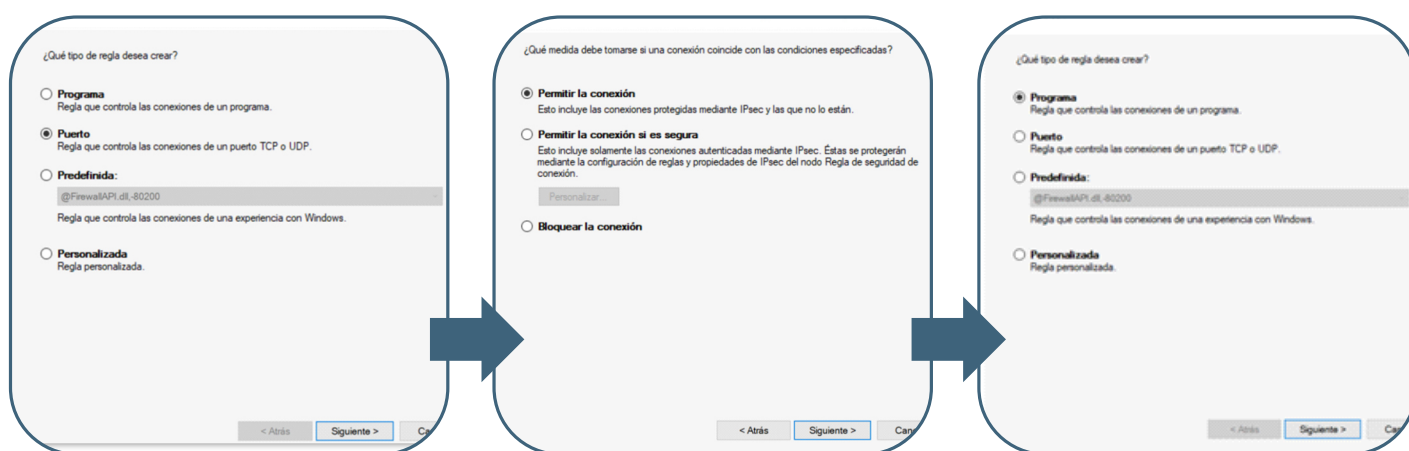 ¿Qué tipo de regla desea crear?
Programa
Regla que controla las conexiones de un programa.
Puerto
Regla que controla las conexiones de un puerto TCP o UDP.
Predefinida:
@FirewallAPI.dll,-80200
Regla que controla las conexiones de una experiencia con Windows.
Personalizada
Regla personalizada.
< Atrás Siguiente > Ca
¿Qué medida debe tomarse si una conexión coincide con las condiciones especificadas?
Permitir la conexión
Esto incluye las conexiones protegidas mediante IPsec y las que no lo están.
Permitir la conexión si es segura
Esto incluye solamente las conexiones autenticadas mediante IPsec. Éstas se protegerán
mediante la configuración de reglas y propiedades de IPsec del nodo Regla de seguridad de
conexión.
Personalizar...
Bloquear la conexión
< Atrás Siguiente > Canc
¿Qué tipo de regla desea crear?
Programa
Regla que controla las conexiones de un programa.
Puerto
Regla que controla las conexiones de un puerto TCP o UDP.
Predefinida:
@FirewallAPI.dll,-80200
Regla que controla las conexiones de una experiencia con Windows.
Personalizada
Regla personalizada.
< Atrás Siguiente > Ca